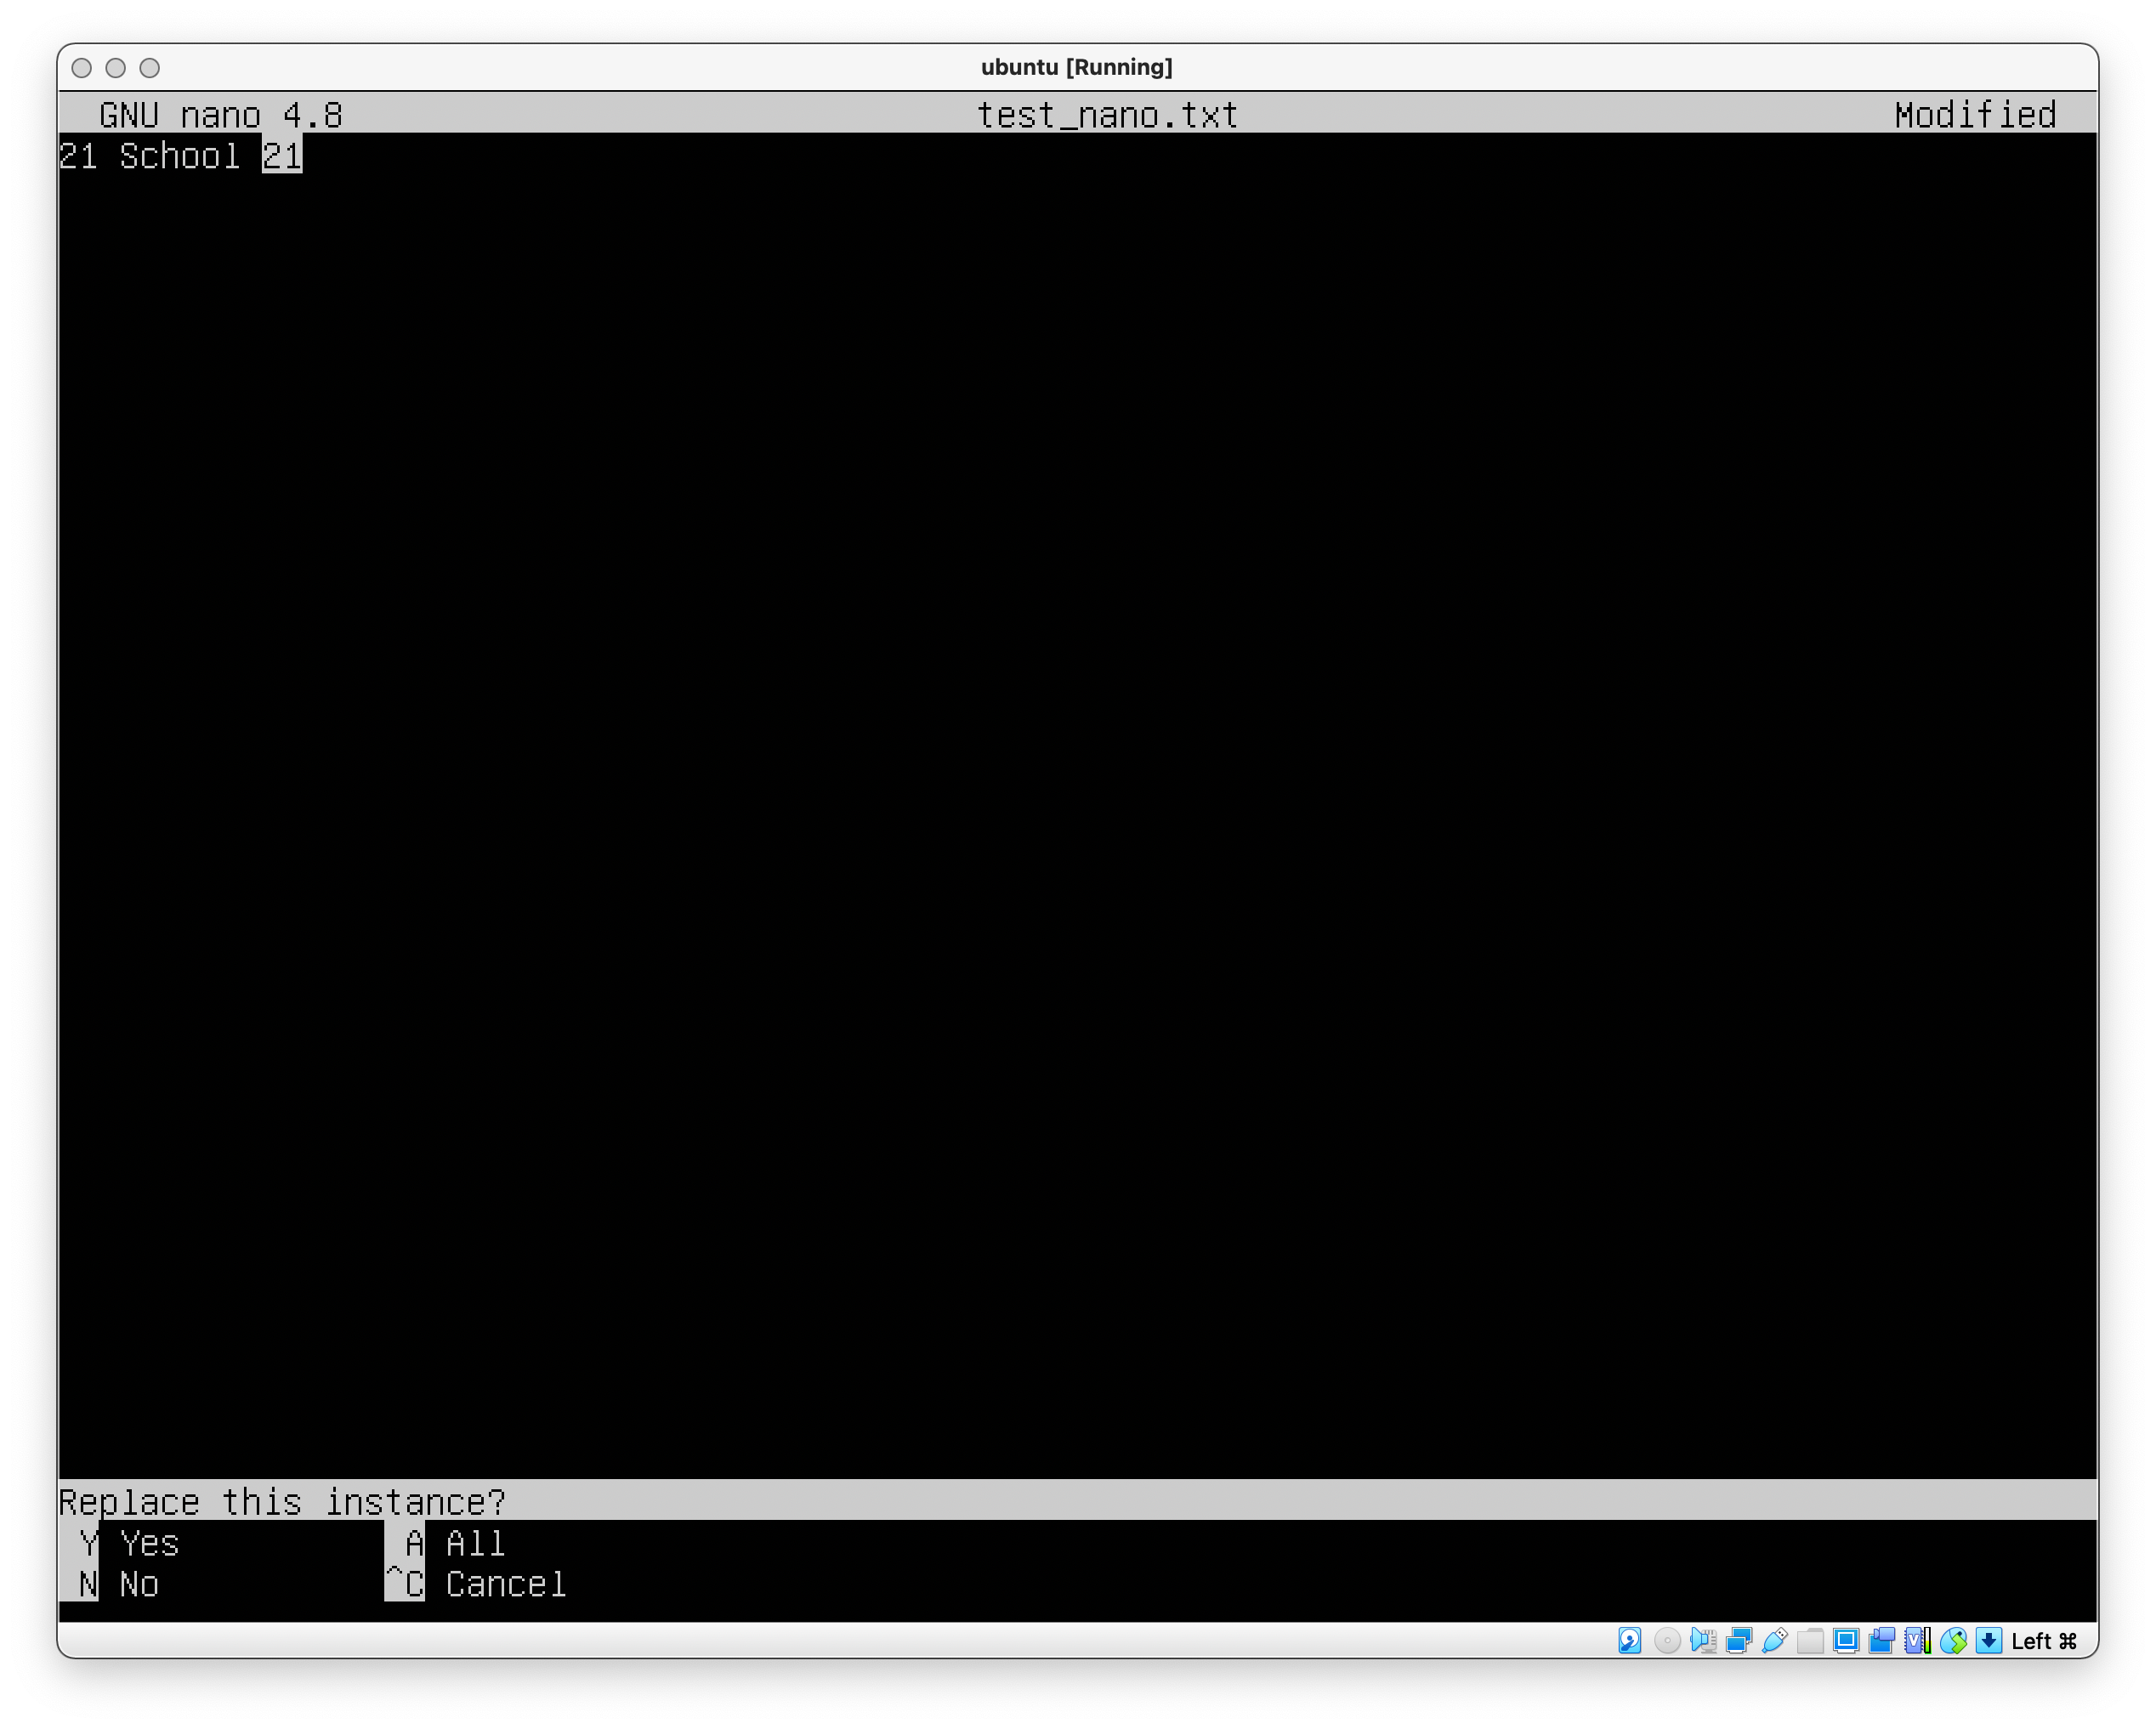 ubuntu [Running]
GNU nano 4.8 test_nano.txt Modified
21 School 21
Replace this instance?
Y Yes A All
N No ^C Cancel
Left ⌘